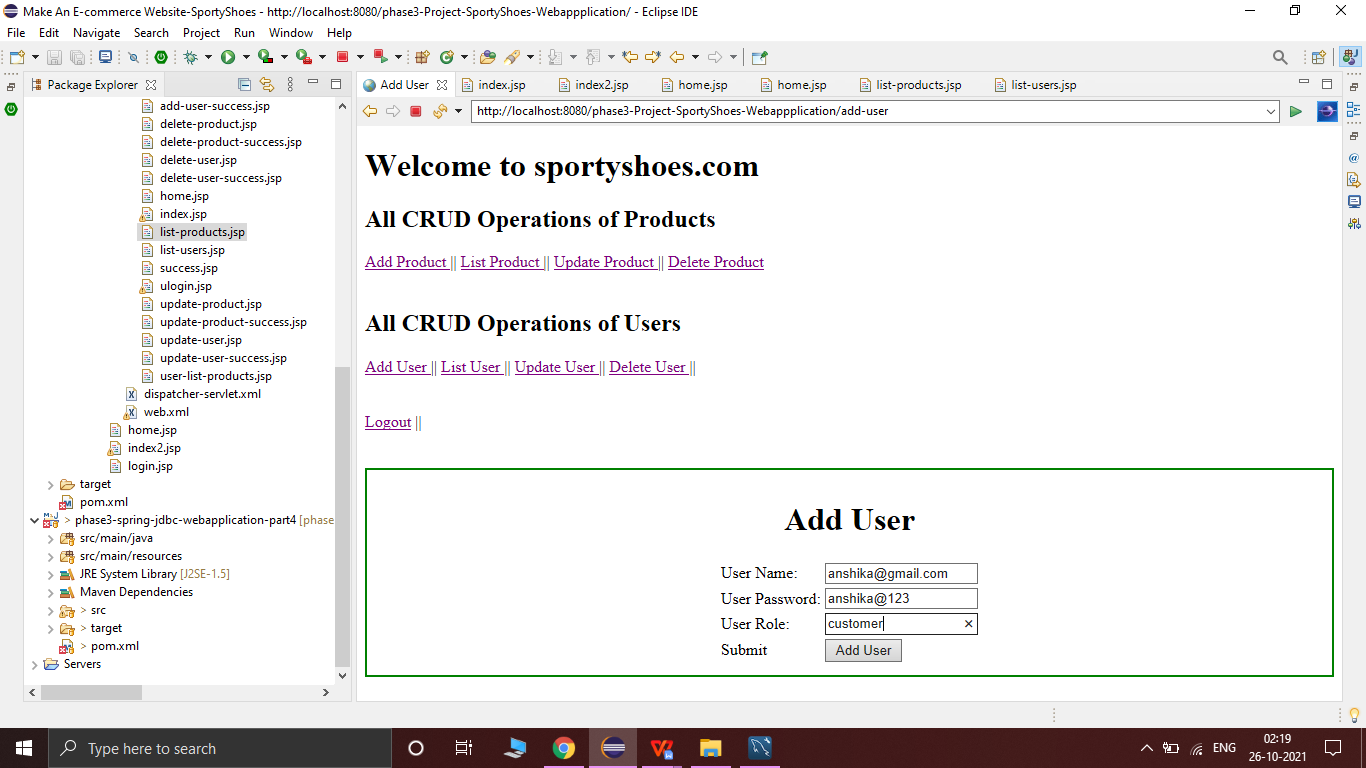 Make An E-commerce Website-SportyShoes - http://localhost:8080/phase3-Project-SportyShoes-Webappplication/ - Eclipse IDE
File Edit Navigate Search Project Run Window Help
Package Explorer
add-user-success.jsp
delete-product.jsp
delete-product-success.jsp
delete-user.jsp
delete-user-success.jsp
home.jsp
index.jsp
list-products.jsp
list-users.jsp
success.jsp
ulogin.jsp
update-product.jsp
update-product-success.jsp
update-user.jsp
update-user-success.jsp
user-list-products.jsp
dispatcher-servlet.xml
web.xml
home.jsp
index2.jsp
login.jsp
target
pom.xml
> phase3-spring-jdbc-webapplication-part4 [phase
src/main/java
src/main/resources
JRE System Library [J2SE-1.5]
Maven Dependencies
> src
> target
> pom.xml
Servers
Add User index.jsp index2.jsp home.jsp home.jsp list-products.jsp list-users.jsp
http://localhost:8080/phase3-Project-SportyShoes-Webappplication/add-user
Welcome to sportyshoes.com
All CRUD Operations of Products
Add Product || List Product || Update Product || Delete Product
All CRUD Operations of Users
Add User || List User || Update User || Delete User ||
Logout ||
Add User
User Name: anshika@gmail.com
User Password: anshika@123
User Role: customer
Submit Add User
Type here to search
ENG
02:19
26-10-2021